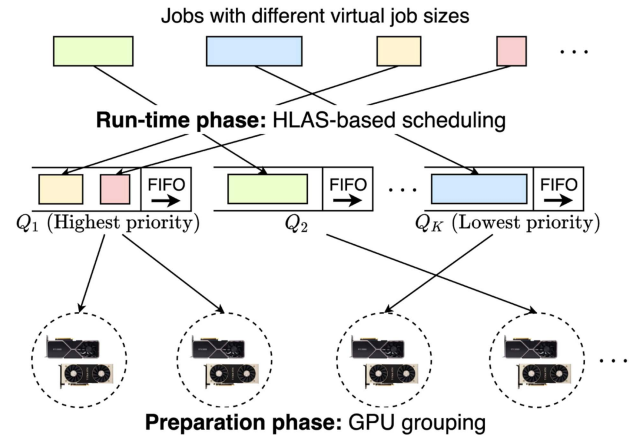 Jobs with different virtual job sizes
...
Run-time phase: HLAS-based scheduling
FIFO FIFO ... FIFO
Q1 (Highest priority) Q2 QK (Lowest priority)
...
Preparation phase: GPU grouping